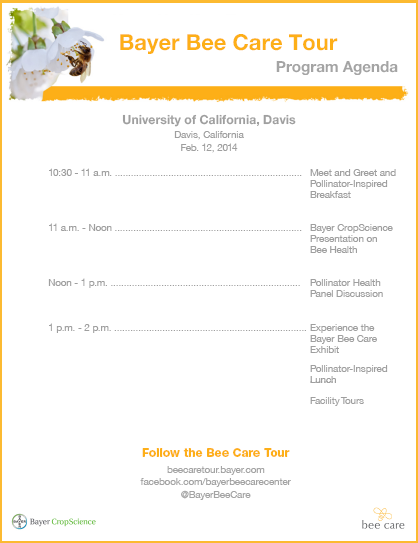 Bayer Bee Care Tour
Program Agenda
University of California, Davis
Davis, California
Feb. 12, 2014
10:30 - 11 a.m. ........................................................................ Meet and Greet and
Pollinator-Inspired
Breakfast
11 a.m. - Noon ........................................................................ Bayer CropScience
Presentation on
Bee Health
Noon - 1 p.m. ......................................................................... Pollinator Health
Panel Discussion
1 p.m. - 2 p.m. .......................................................................... Experience the
Bayer Bee Care
Exhibit
Pollinator-Inspired
Lunch
Facility Tours
Follow the Bee Care Tour
beecaretour.bayer.com
facebook.com/bayerbeecarecenter
@BayerBeeCare
Bayer CropScience
bee care